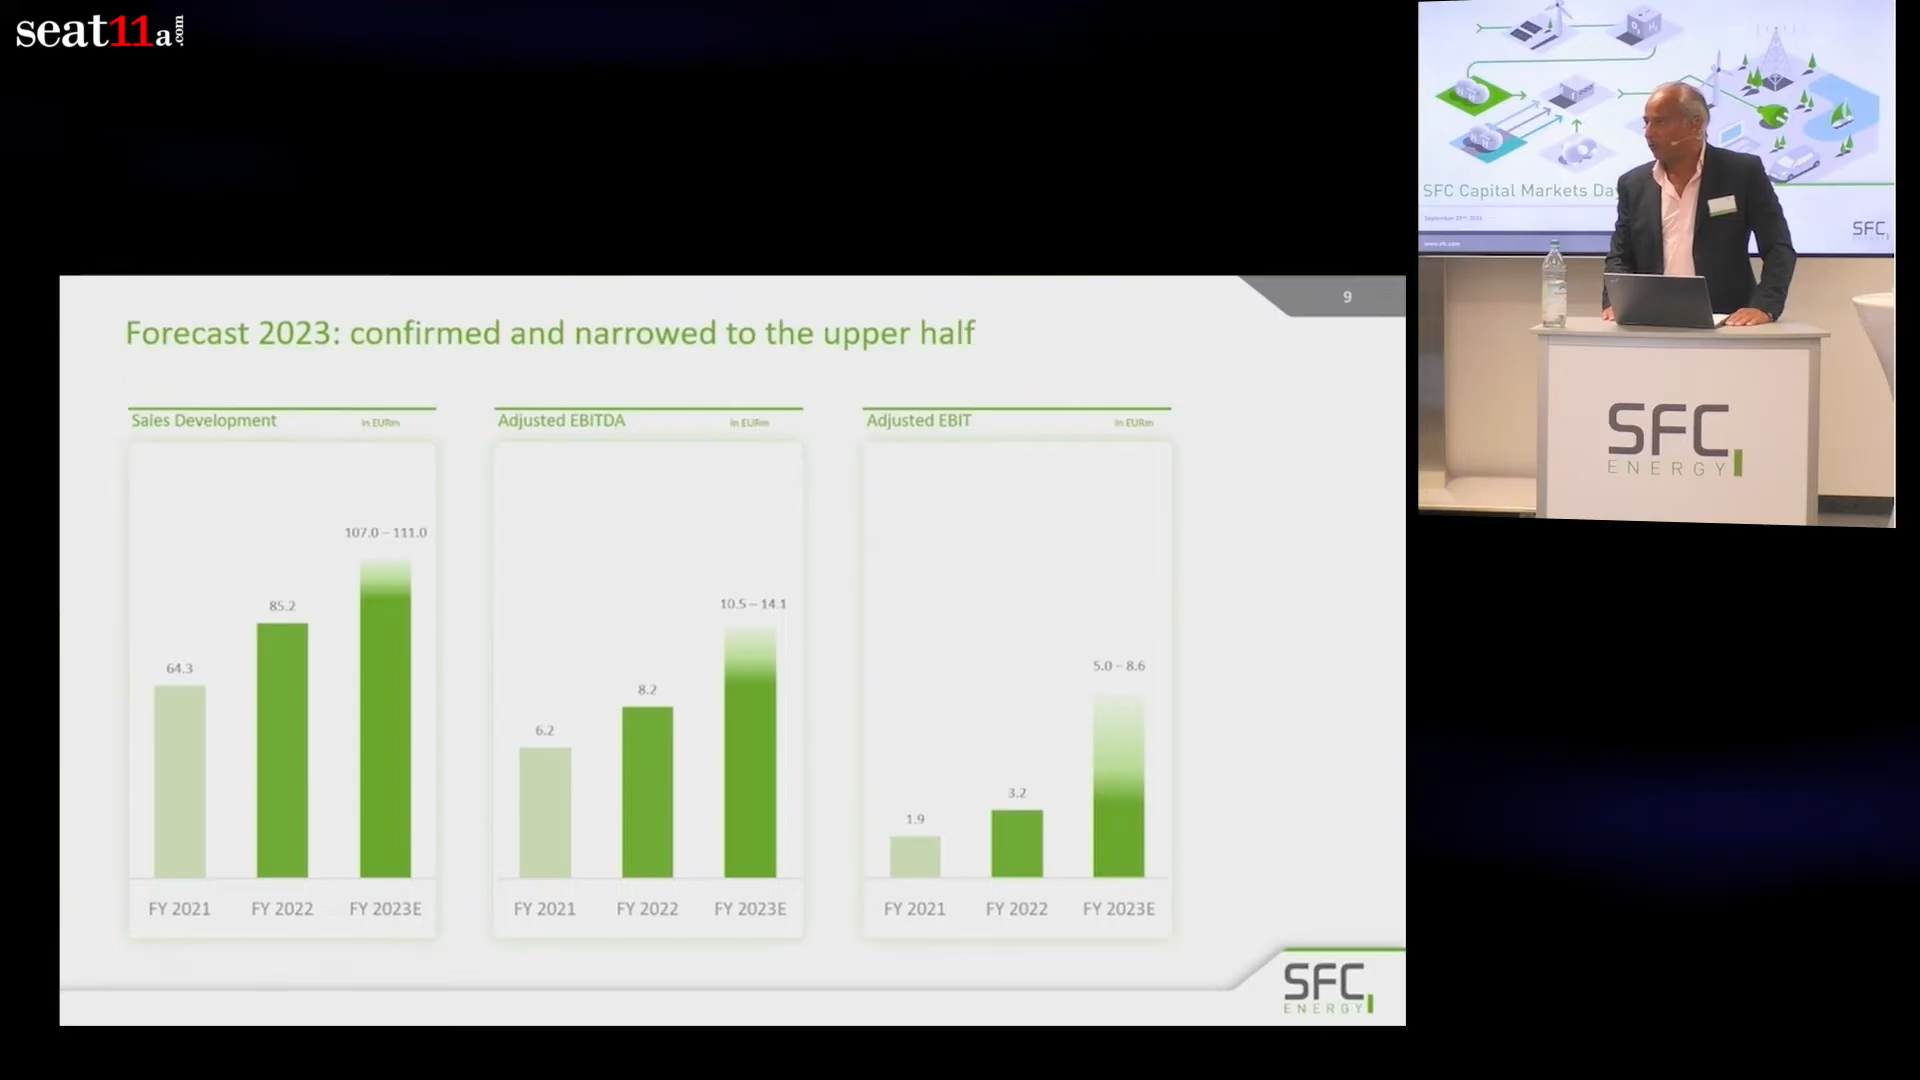 seat11a.com
SFC Capital Markets Day
SFC
SFC
ENERGY
9
Forecast 2023: confirmed and narrowed to the upper half
Sales Development
In EURm
107.0 – 111.0
85.2
64.3
FY 2021
FY 2022
FY 2023E
Adjusted EBITDA
In EURm
10.5 – 14.1
8.2
6.2
FY 2021
FY 2022
FY 2023E
Adjusted EBIT
In EURm
5.0 – 8.6
3.2
1.9
FY 2021
FY 2022
FY 2023E
SFC
ENERGY